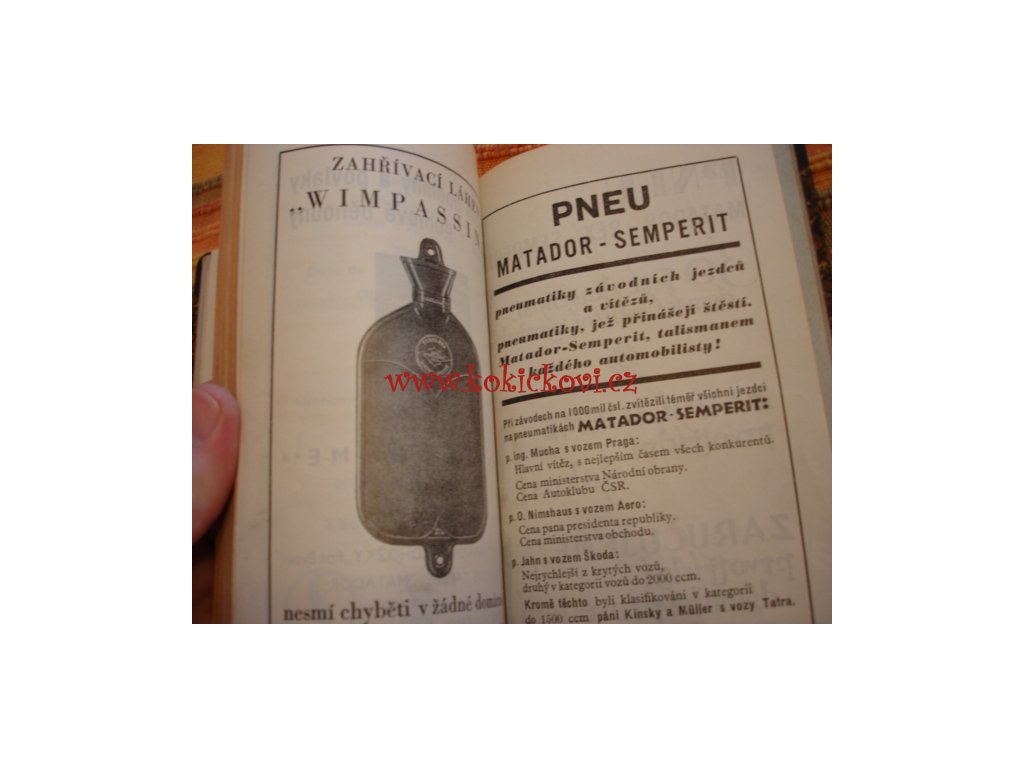 ZAHŘÍVACÍ
„WIMPASSIN
nesmí chyběti v žádné
PNEU
MATADOR - SEMPERIT
pneumatiky závodních jezdců
a vítězů,
pneumatiky, jež přinášejí štěstí.
Matador-Semperit, talismanem
každého automobilisty!
Při závodech na 1000 mil čsl. zvítězili téměř všichni jezdci
na pneumatikách MATADOR-SEMPERIT:
p. ing. Mucha s vozem Praga:
Hlavní vítěz, s nejlepším časem všech konkurentů.
Cena ministerstva Národní obrany.
Cena Autoklubu ČSR.
p. O. Nimshaus s vozem Aero:
Cena pana presidenta republiky.
Cena ministerstva obchodu.
p. Jahn s vozem Škoda:
Nejrychlejší z krytých vozů,
druhý v kategorii vozů do 2000 ccm.
Kromě těchto byli klasifikováni v kategorii
do 1500 ccm páni Kinsky a Müller s vozy Tatra.
www.kokickovi.cz